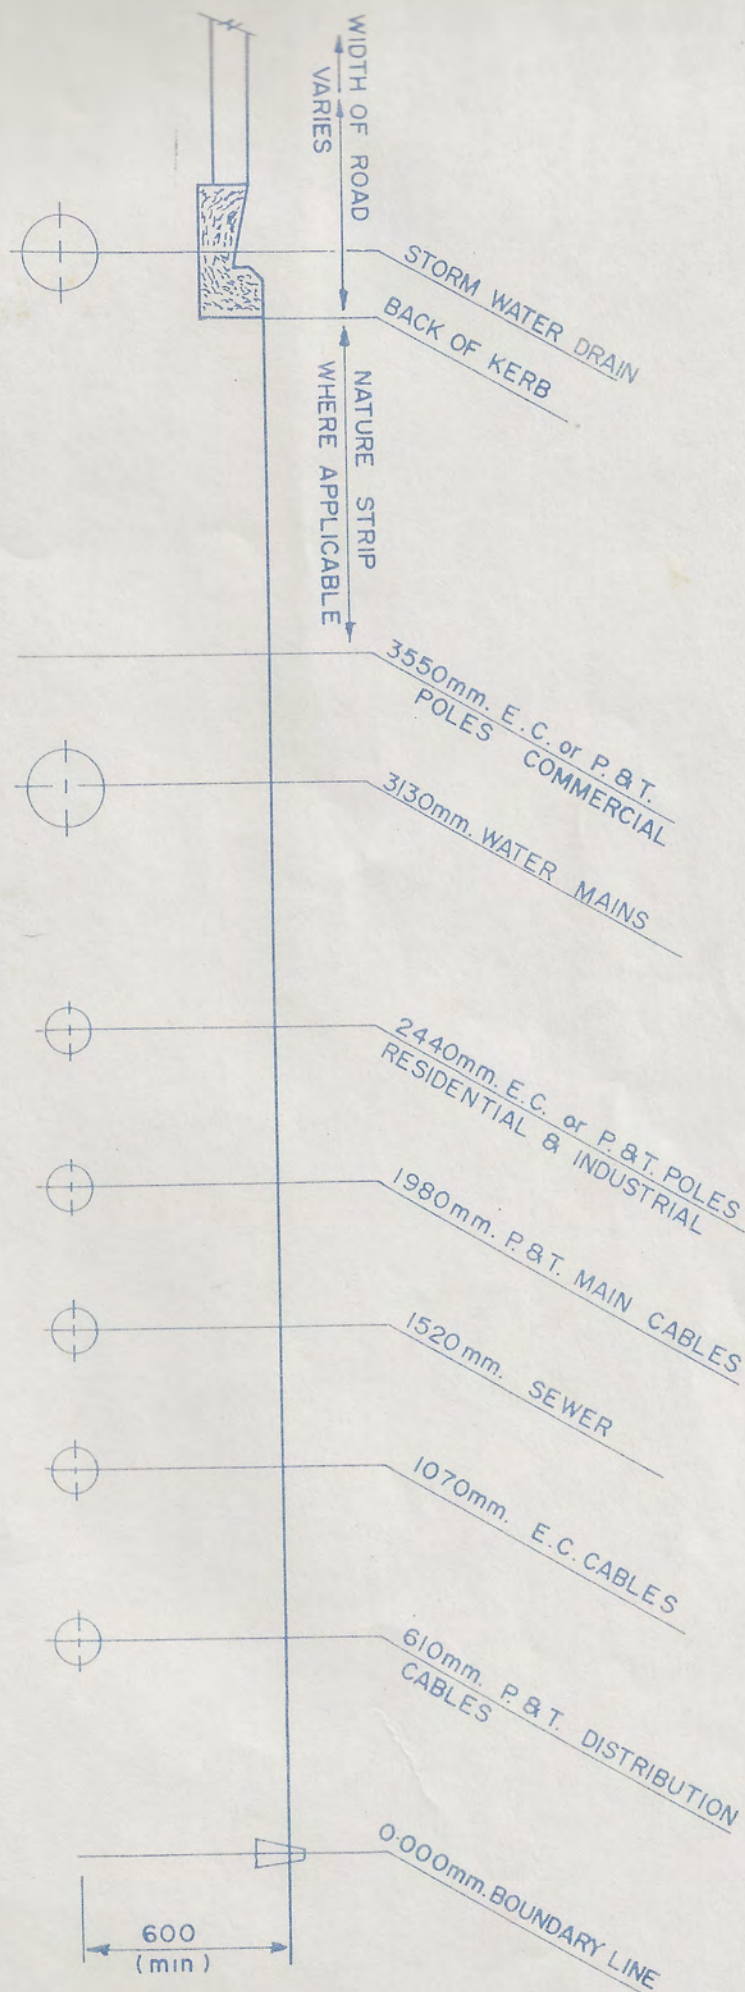 WIDTH OF ROAD
VARIES
STORM WATER DRAIN
BACK OF KERB
NATURE STRIP
WHERE APPLICABLE
3550mm. E.C. or P.&T.
POLES COMMERCIAL
3130mm. WATER MAINS
2440mm. E.C. or P.&T. POLES
RESIDENTIAL & INDUSTRIAL
1980mm. P.&T. MAIN CABLES
1520mm. SEWER
1070mm. E.C. CABLES
610mm. P.&T. DISTRIBUTION
CABLES
0·000mm. BOUNDARY LINE
600
(min)